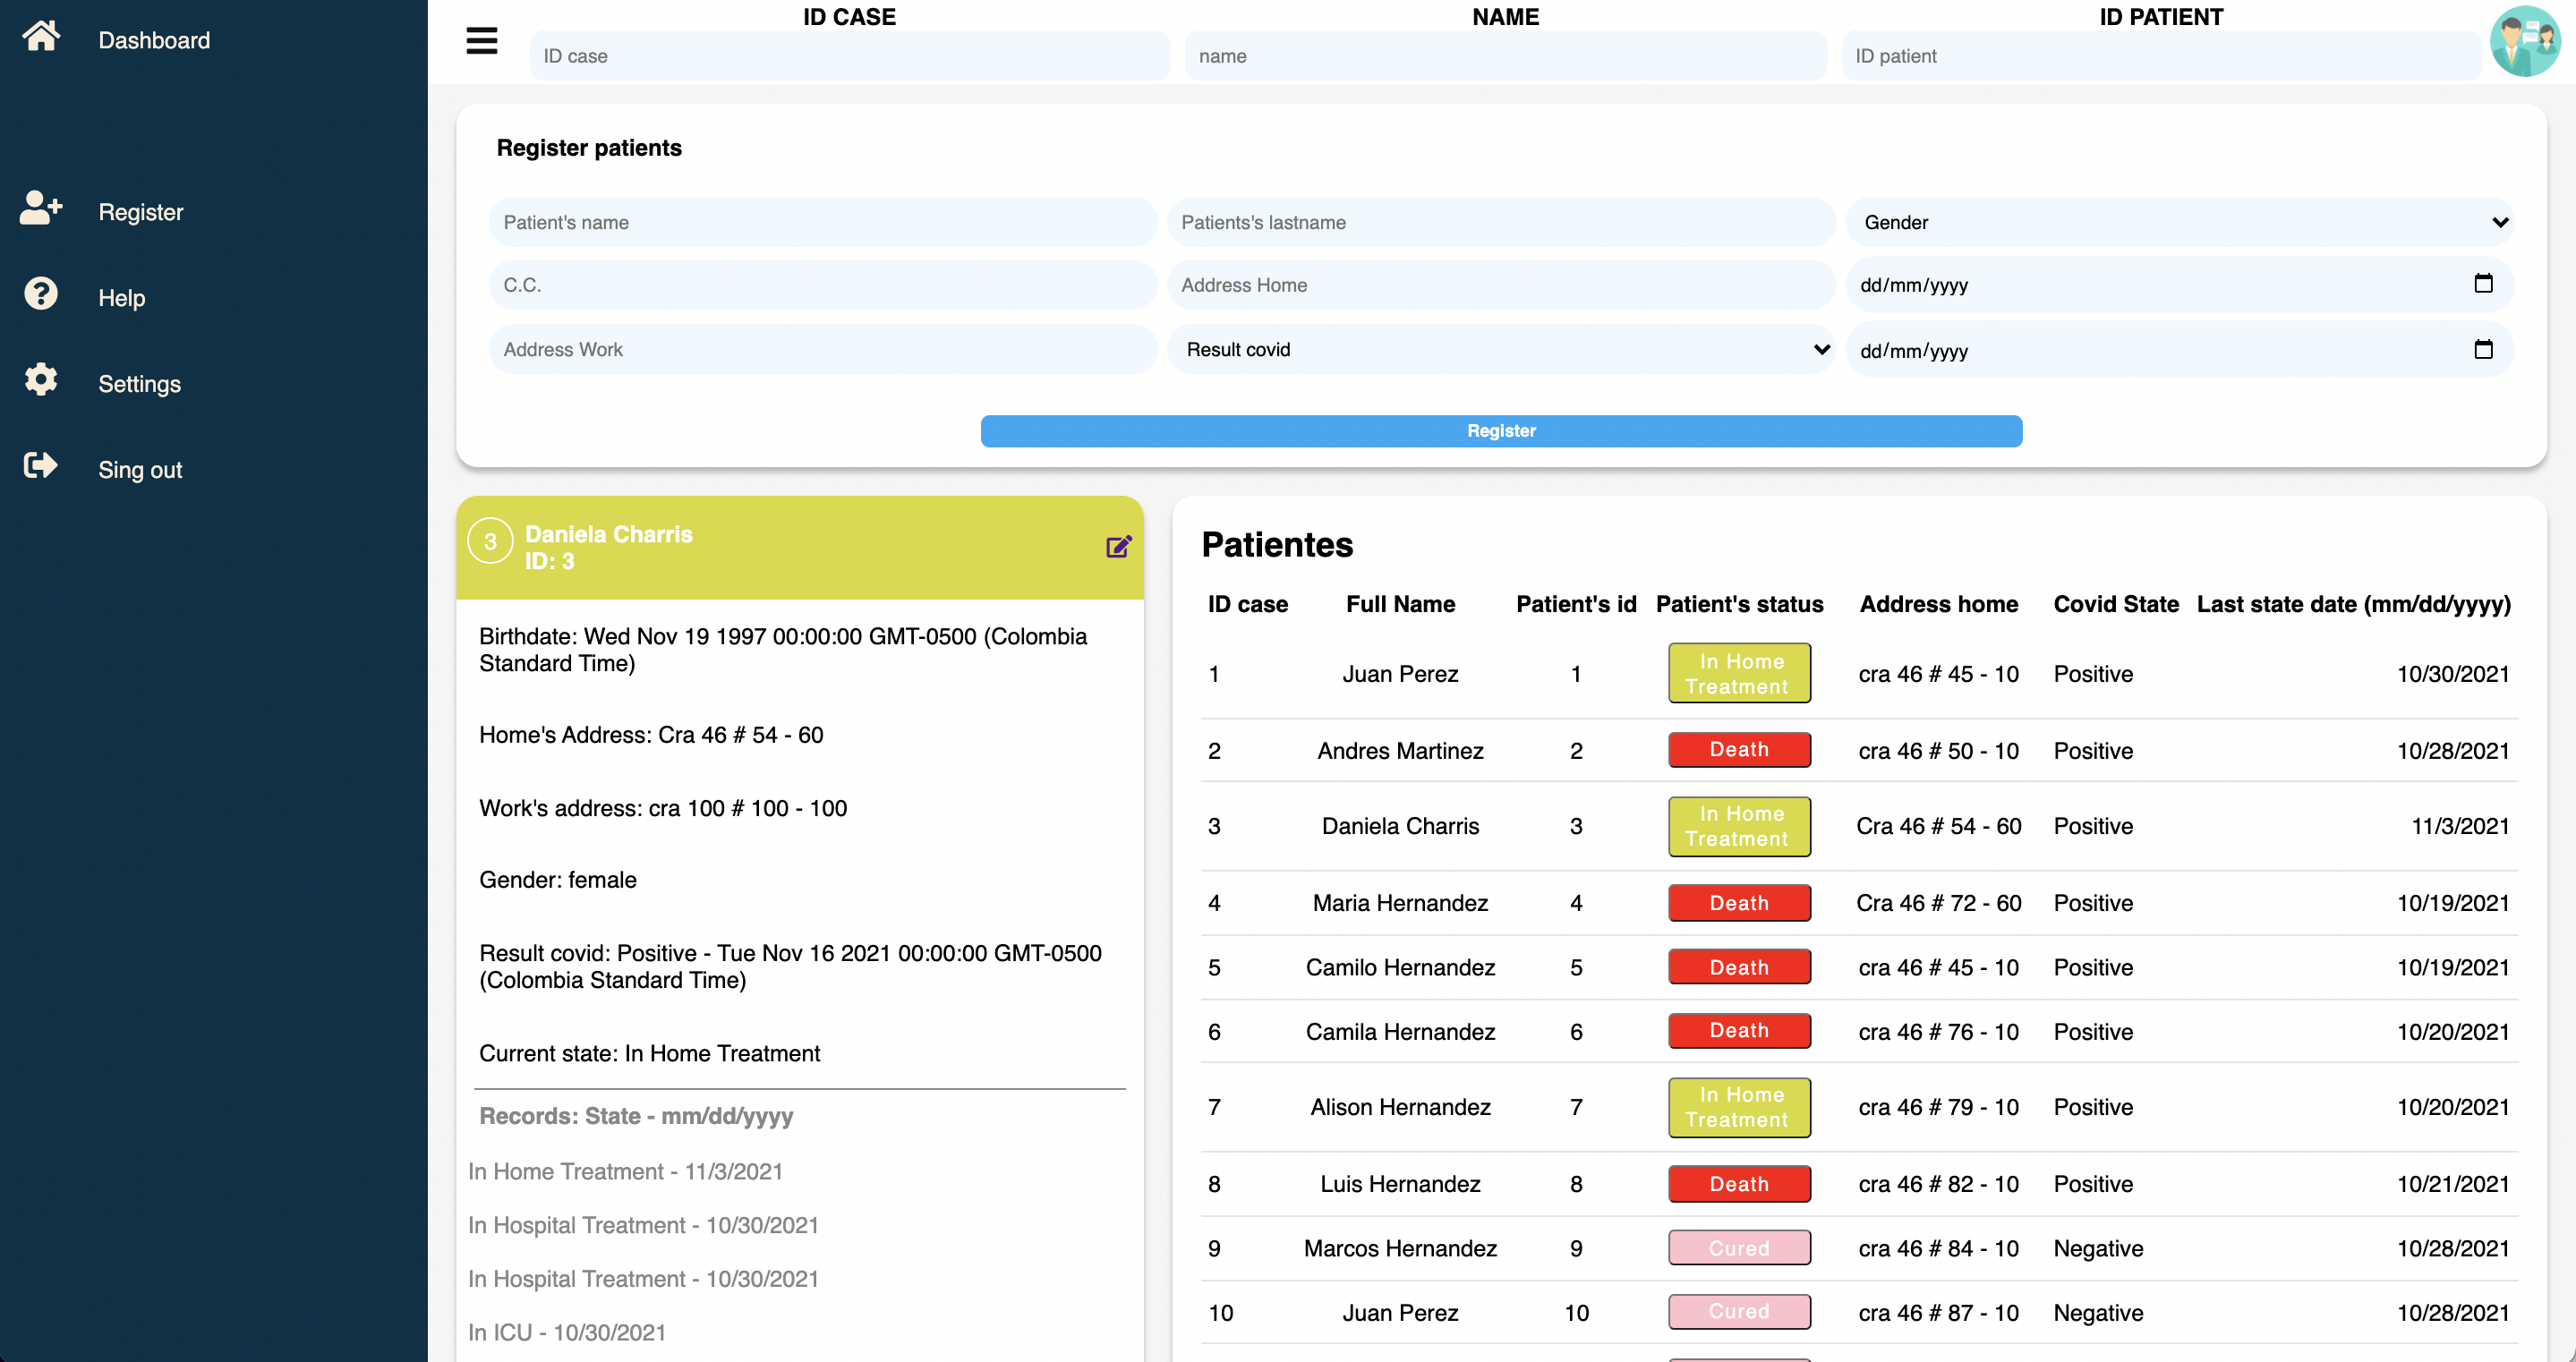 Dashboard
Register
Help
Settings
Sing out
ID CASE
ID case
NAME
name
ID PATIENT
ID patient
Register patients
Patient's name
Patients's lastname
Gender
C.C.
Address Home
dd/mm/yyyy
Address Work
Result covid
dd/mm/yyyy
Register
3
Daniela Charris
ID: 3
Birthdate: Wed Nov 19 1997 00:00:00 GMT-0500 (Colombia
Standard Time)
Home's Address: Cra 46 # 54 - 60
Work's address: cra 100 # 100 - 100
Gender: female
Result covid: Positive - Tue Nov 16 2021 00:00:00 GMT-0500
(Colombia Standard Time)
Current state: In Home Treatment
Records: State - mm/dd/yyyy
In Home Treatment - 11/3/2021
In Hospital Treatment - 10/30/2021
In Hospital Treatment - 10/30/2021
In ICU - 10/30/2021
Patientes
ID case Full Name Patient's id Patient's status Address home Covid State Last state date (mm/dd/yyyy)
1 Juan Perez 1 In Home Treatment cra 46 # 45 - 10 Positive 10/30/2021
2 Andres Martinez 2 Death cra 46 # 50 - 10 Positive 10/28/2021
3 Daniela Charris 3 In Home Treatment Cra 46 # 54 - 60 Positive 11/3/2021
4 Maria Hernandez 4 Death Cra 46 # 72 - 60 Positive 10/19/2021
5 Camilo Hernandez 5 Death cra 46 # 45 - 10 Positive 10/19/2021
6 Camila Hernandez 6 Death cra 46 # 76 - 10 Positive 10/20/2021
7 Alison Hernandez 7 In Home Treatment cra 46 # 79 - 10 Positive 10/20/2021
8 Luis Hernandez 8 Death cra 46 # 82 - 10 Positive 10/21/2021
9 Marcos Hernandez 9 Cured cra 46 # 84 - 10 Negative 10/28/2021
10 Juan Perez 10 Cured cra 46 # 87 - 10 Negative 10/28/2021